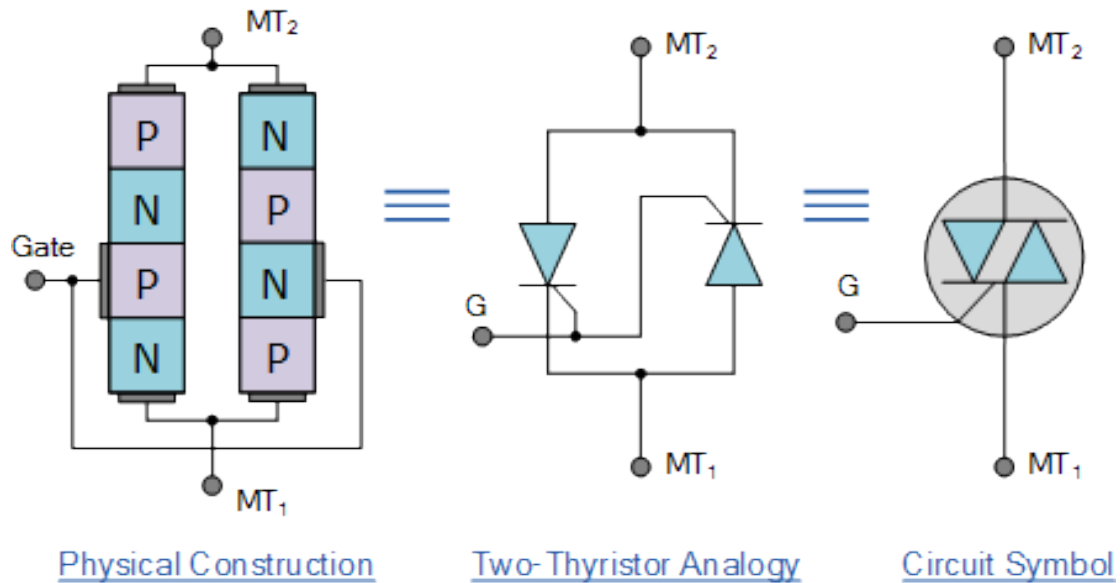 MT₂
MT₂
MT₂
P N
N P
Gate
P N
G
G
N P
MT₁
MT₁
MT₁
Physical Construction
Two-Thyristor Analogy
Circuit Symbol